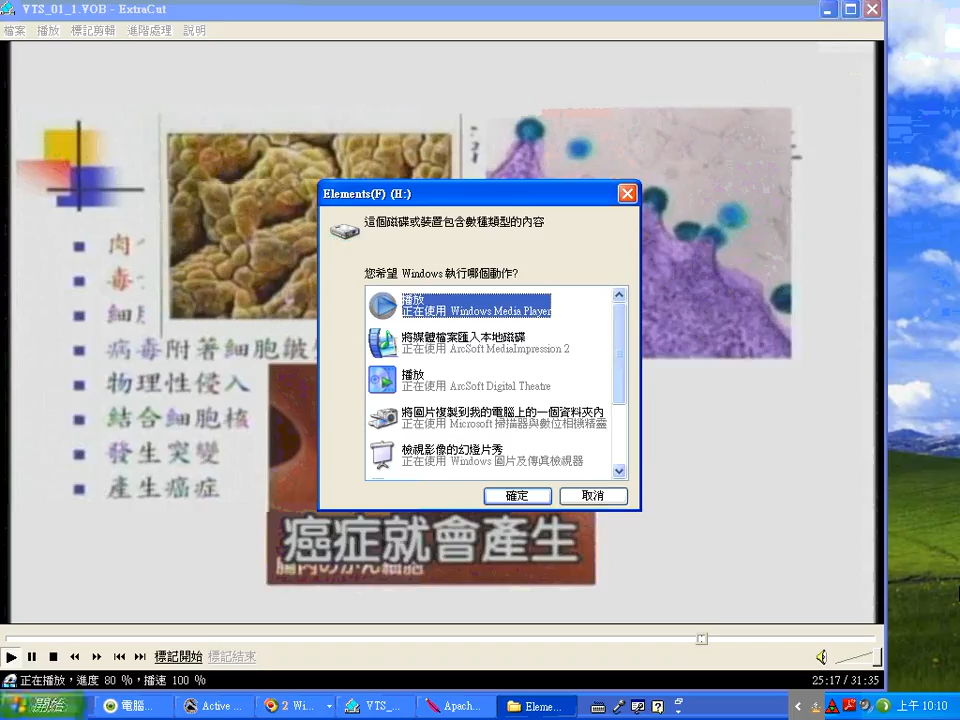 VTS_01_1.VOB - ExtraCut
檔案 播放 標記剪輯 進階處理 說明
病毒附著細胞皺
物理性侵入
結合細胞核
發生突變
產生癌症
癌症就會產生
Elements(F) (H:)
這個磁碟或裝置包含數種類型的內容
您希望 Windows 執行哪個動作?
播放
正在使用 Windows Media Player
將媒體檔案匯入本地磁碟
正在使用 ArcSoft MediaImpression 2
播放
正在使用 ArcSoft Digital Theatre
將圖片複製到我的電腦上的一個資料夾內
正在使用 Microsoft 掃描器與數位相機精靈
檢視影像的幻燈片秀
正在使用 Windows 圖片及傳真檢視器
確定 取消
標記開始 標記結束
正在播放，進度 80 %，播速 100 % 25:17 / 31:35
開始 電腦... Active ... 2 Wi... VTS_... Apach... Eleme... 上午 10:10